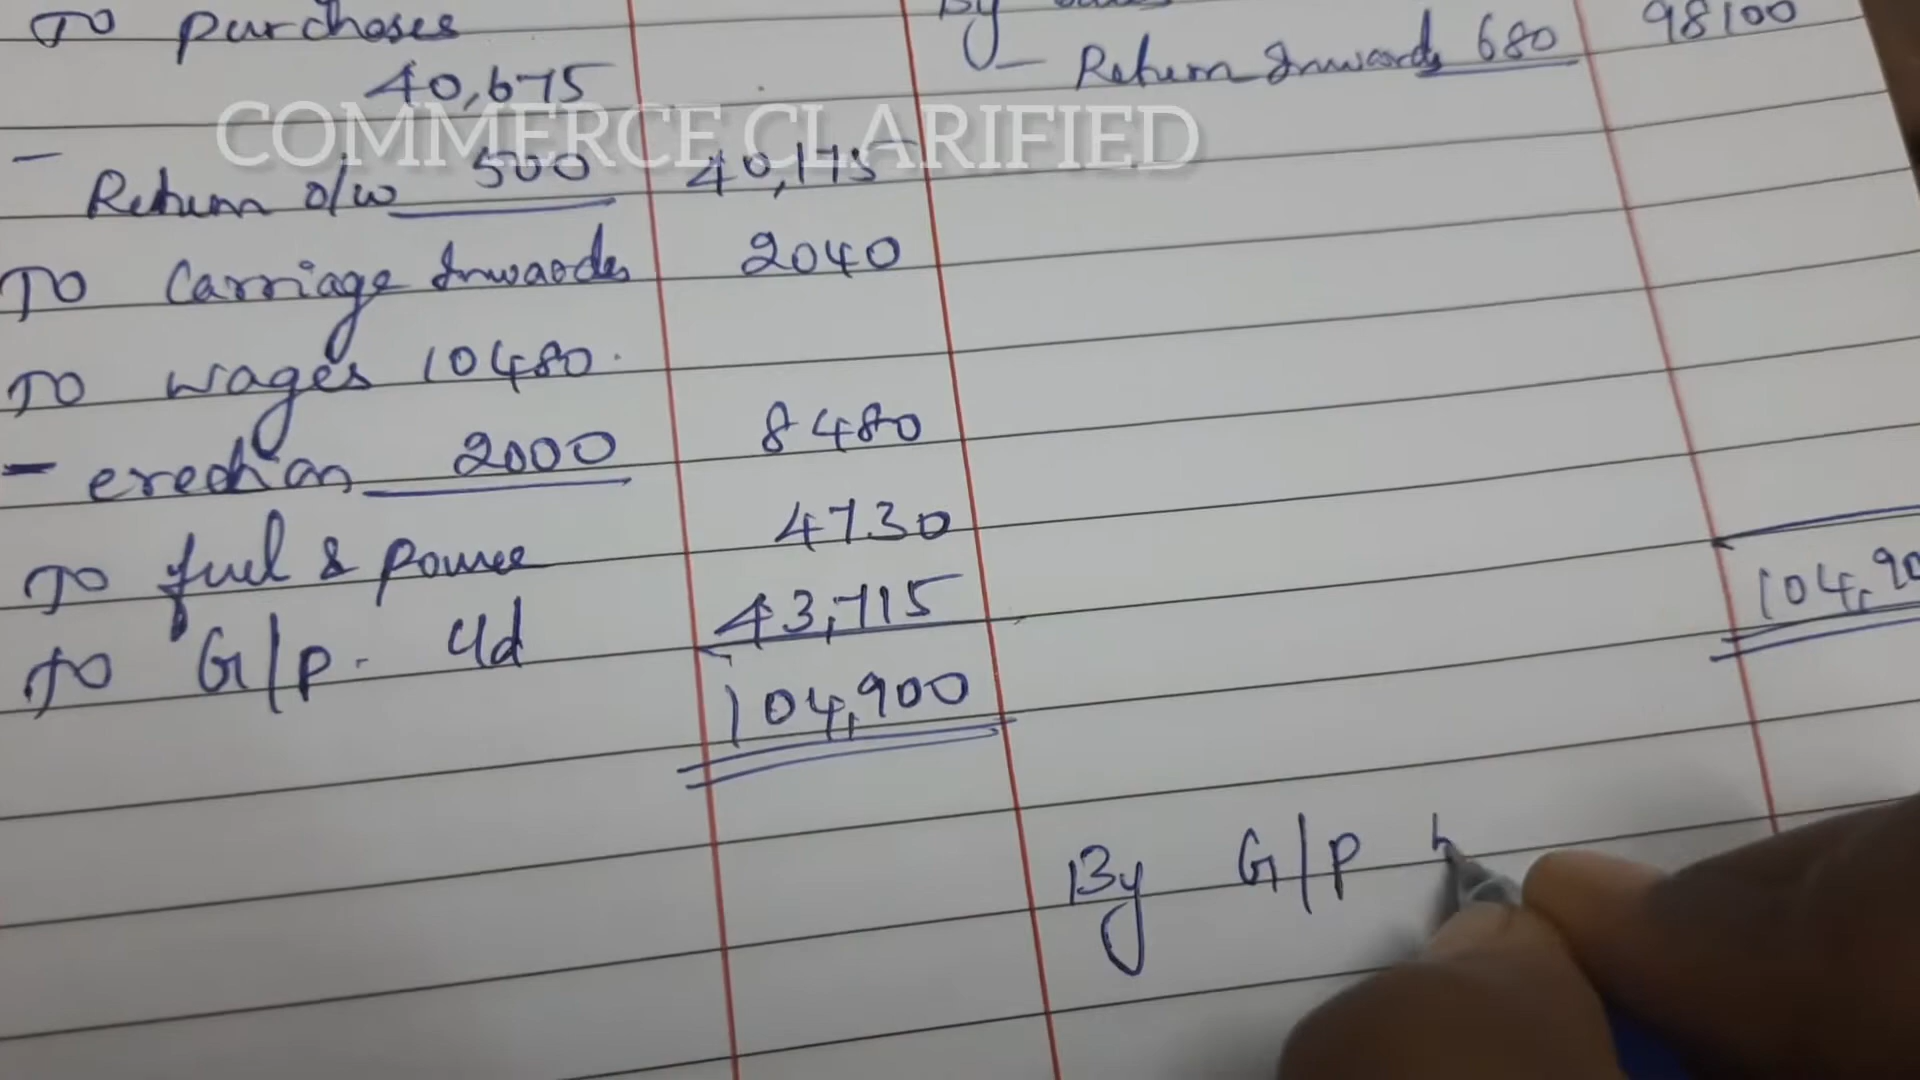 To purchases
40,675
COMMERCE CLARIFIED
- Return o/w 500 40,175
To Carriage Inwards 2040
To wages 10480.
- erection 2000 8480
To fuel & Power 4730
To G/P. c/d 43,715
104,900
By
- Return Inwards 680 98100
104,90
By G/P b